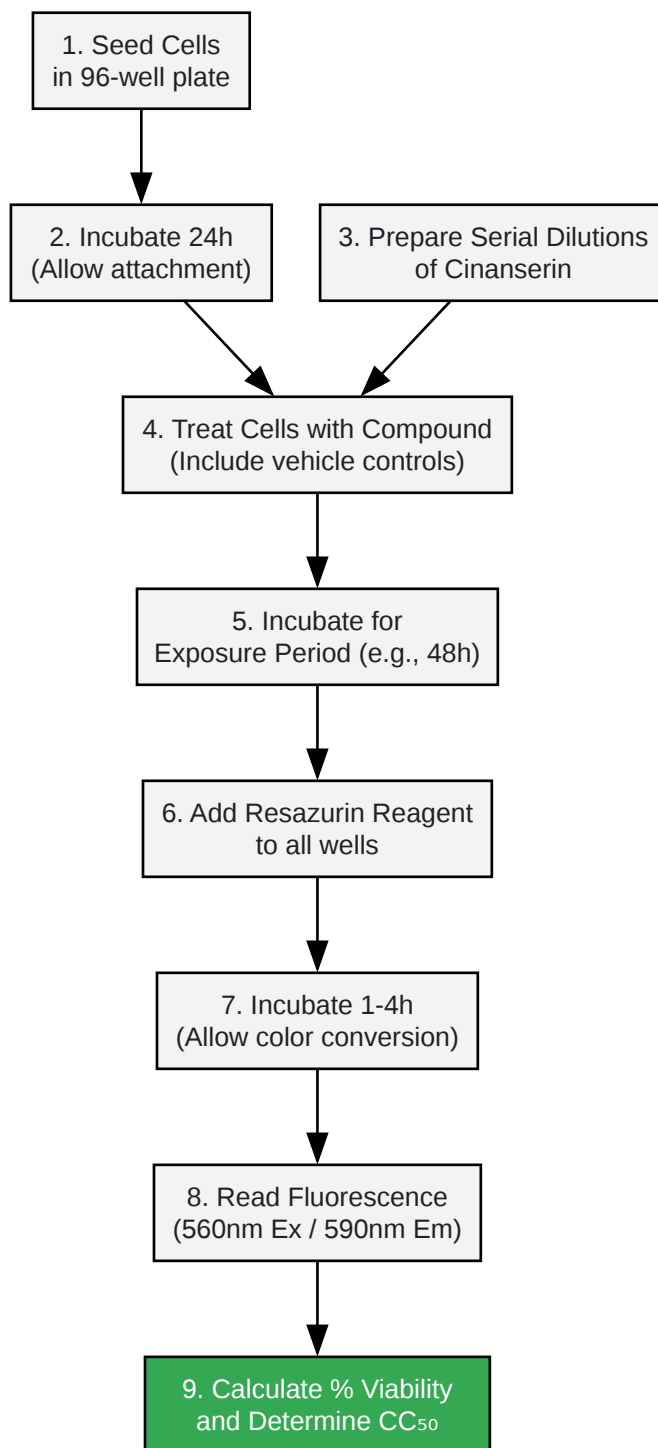 1. Seed Cells
in 96-well plate
2. Incubate 24h
(Allow attachment)
3. Prepare Serial Dilutions
of Cinanserin
4. Treat Cells with Compound
(Include vehicle controls)
5. Incubate for
Exposure Period (e.g., 48h)
6. Add Resazurin Reagent
to all wells
7. Incubate 1-4h
(Allow color conversion)
8. Read Fluorescence
(560nm Ex / 590nm Em)
9. Calculate % Viability
and Determine CC₅₀